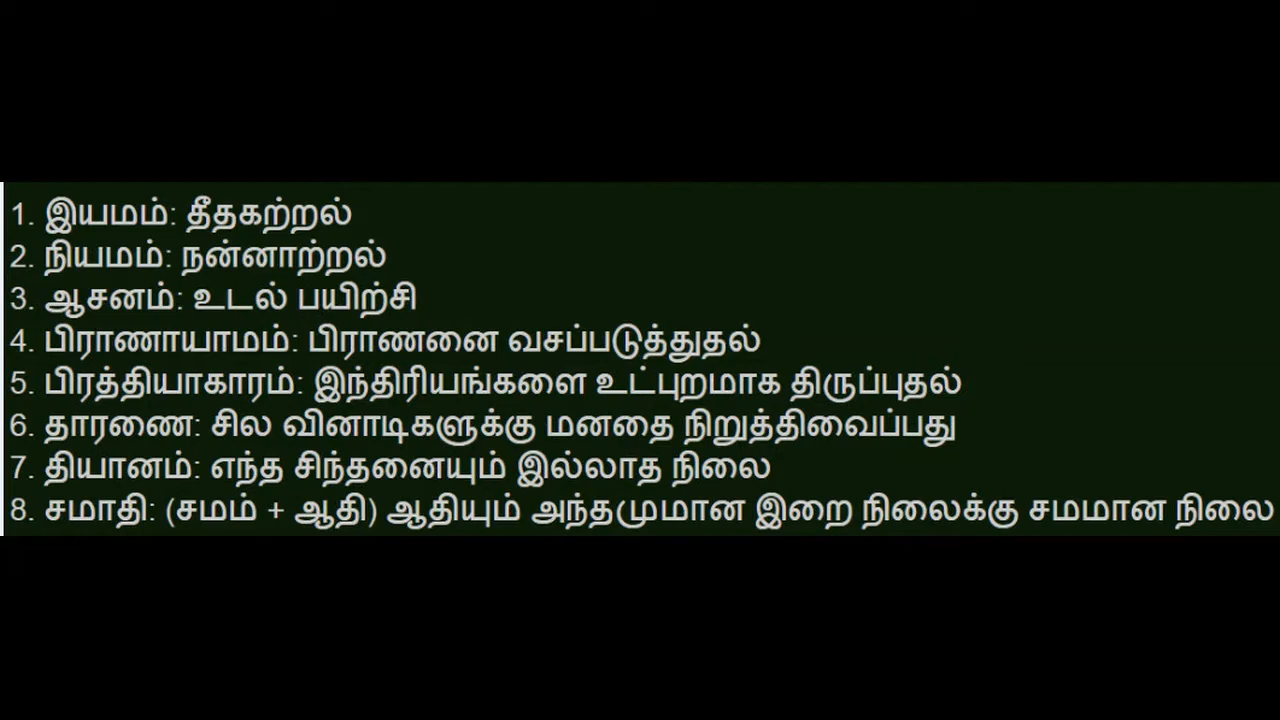 1. இயமம்: தீதகற்றல்
2. நியமம்: நன்னாற்றல்
3. ஆசனம்: உடல் பயிற்சி
4. பிராணாயாமம்: பிராணனை வசப்படுத்துதல்
5. பிரத்தியாகாரம்: இந்திரியங்களை உட்புறமாக திருப்புதல்
6. தாரணை: சில வினாடிகளுக்கு மனதை நிறுத்திவைப்பது
7. தியானம்: எந்த சிந்தனையும் இல்லாத நிலை
8. சமாதி: (சமம் + ஆதி) ஆதியும் அந்தமுமான இறை நிலைக்கு சமமான நிலை